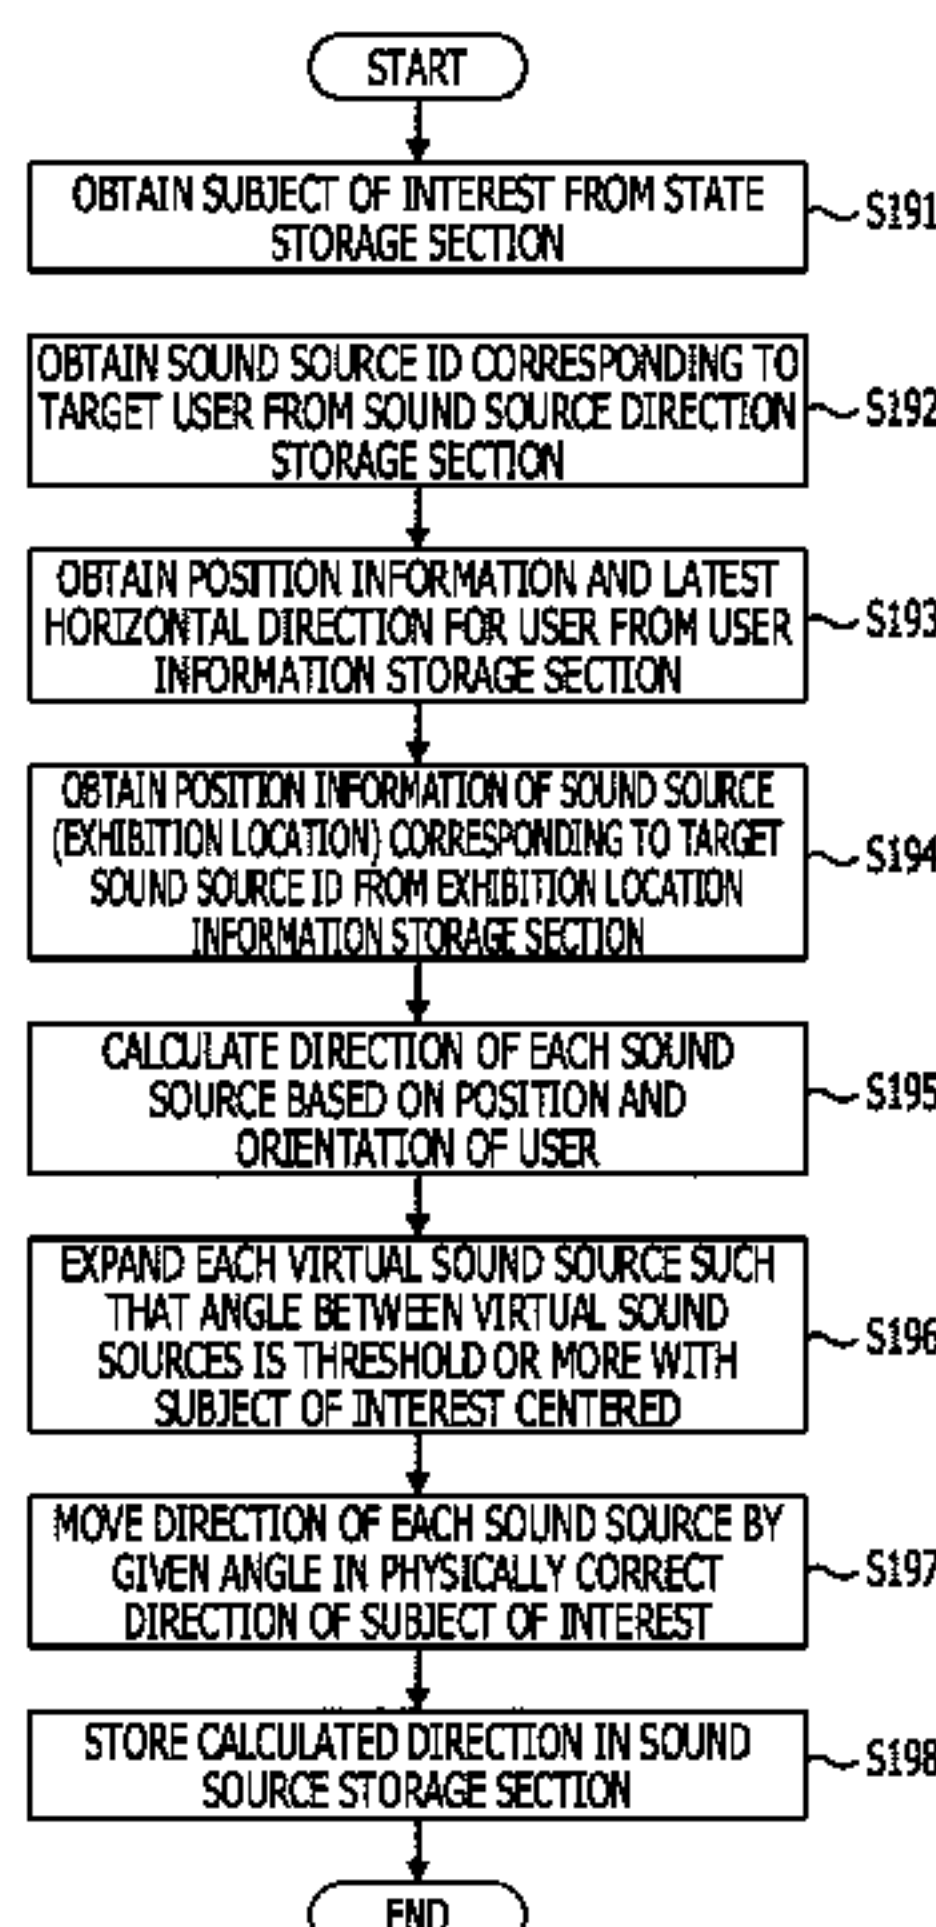 START
OBTAIN SUBJECT OF INTEREST FROM STATE
STORAGE SECTION
S191
OBTAIN SOUND SOURCE ID CORRESPONDING TO
TARGET USER FROM SOUND SOURCE DIRECTION
STORAGE SECTION
S192
OBTAIN POSITION INFORMATION AND LATEST
HORIZONTAL DIRECTION FOR USER FROM USER
INFORMATION STORAGE SECTION
S193
OBTAIN POSITION INFORMATION OF SOUND SOURCE
(EXHIBITION LOCATION) CORRESPONDING TO TARGET
SOUND SOURCE ID FROM EXHIBITION LOCATION
INFORMATION STORAGE SECTION
S194
CALCULATE DIRECTION OF EACH SOUND
SOURCE BASED ON POSITION AND
ORIENTATION OF USER
S195
EXPAND EACH VIRTUAL SOUND SOURCE SUCH
THAT ANGLE BETWEEN VIRTUAL SOUND
SOURCES IS THRESHOLD OR MORE WITH
SUBJECT OF INTEREST CENTERED
S196
MOVE DIRECTION OF EACH SOUND SOURCE BY
GIVEN ANGLE IN PHYSICALLY CORRECT
DIRECTION OF SUBJECT OF INTEREST
S197
STORE CALCULATED DIRECTION IN SOUND
SOURCE STORAGE SECTION
S198
END